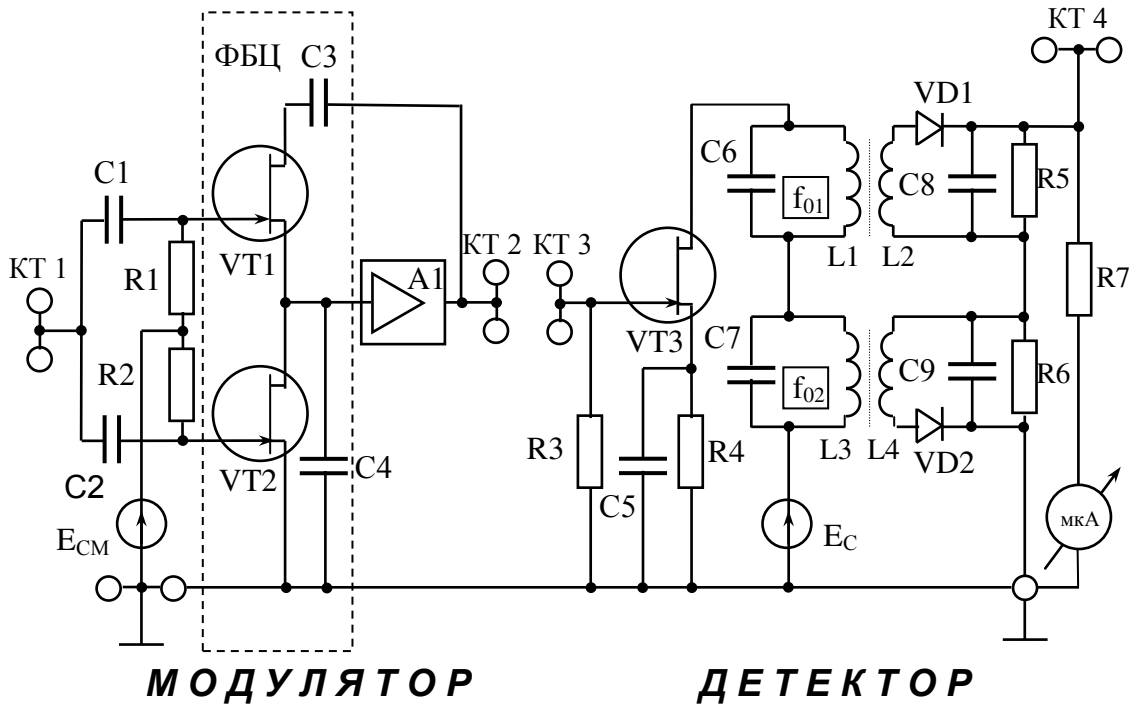 КТ 4
ФБЦ
C3
VD1
C6
f01
C8
R5
C1
VT1
A1
КТ 2
КТ 3
L1
L2
КТ 1
R1
R7
VT3
C7
R2
f02
C9
R6
VT2
C4
R3
R4
L3
L4
VD2
C2
C5
EСМ
EС
мкА
МОДУЛЯТОР
ДЕТЕКТОР